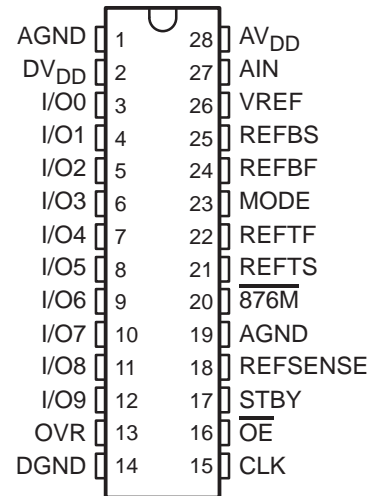 AGND 1 28 AVDD
DVDD 2 27 AIN
I/O0 3 26 VREF
I/O1 4 25 REFBS
I/O2 5 24 REFBF
I/O3 6 23 MODE
I/O4 7 22 REFTF
I/O5 8 21 REFTS
I/O6 9 20 876M
I/O7 10 19 AGND
I/O8 11 18 REFSENSE
I/O9 12 17 STBY
OVR 13 16 OE
DGND 14 15 CLK